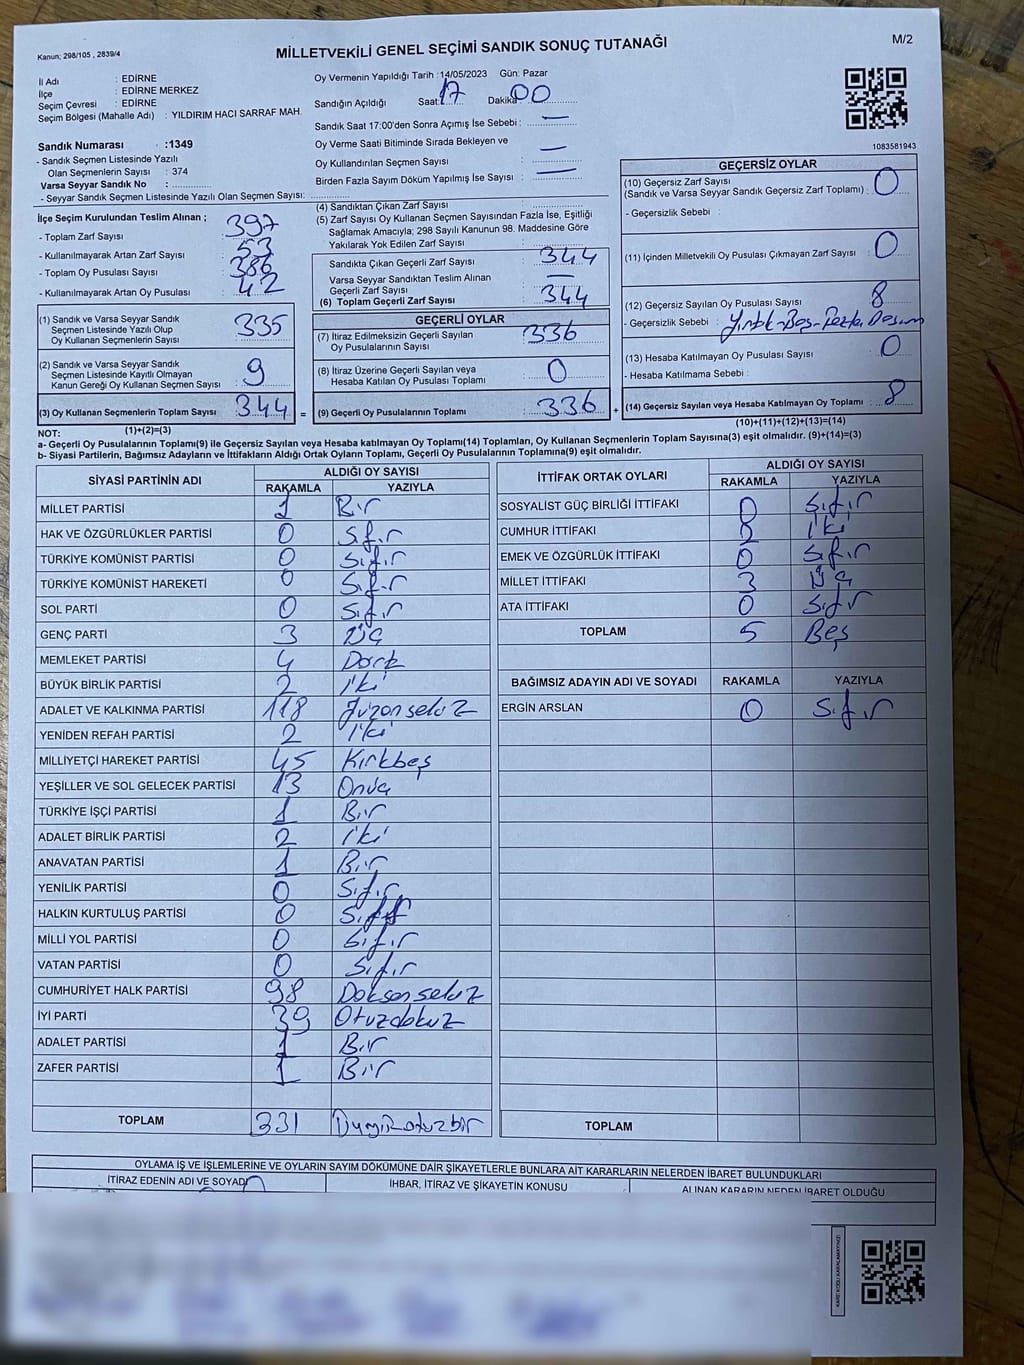 Kanun; 298/105 , 2839/4
MİLLETVEKİLİ GENEL SEÇİMİ SANDIK SONUÇ TUTANAĞI
M/2
İl Adı : EDİRNE
İlçe : EDİRNE MERKEZ
Seçim Çevresi : EDİRNE
Seçim Bölgesi (Mahalle Adı) : YILDIRIM HACI SARRAF MAH.
Sandık Numarası :1349
- Sandık Seçmen Listesinde Yazılı
Olan Seçmenlerin Sayısı : 374
Varsa Seyyar Sandık No :
- Seyyar Sandık Seçmen Listesinde Yazılı Olan Seçmen Sayısı:
Oy Vermenin Yapıldığı Tarih :14/05/2023 Gün: Pazar
Sandığın Açıldığı Saat: 17 Dakika: 00
Sandık Saat 17:00'den Sonra Açımış İse Sebebi : —
Oy Verme Saati Bitiminde Sırada Bekleyen ve
Oy Kullandırılan Seçmen Sayısı : —
Birden Fazla Sayım Döküm Yapılmış İse Sayısı : —
1083581943
İlçe Seçim Kurulundan Teslim Alınan ;
- Toplam Zarf Sayısı : 397
- Kullanılmayarak Artan Zarf Sayısı : 53
- Toplam Oy Pusulası Sayısı : 386
- Kullanılmayarak Artan Oy Pusulası : 42
(1) Sandık ve Varsa Seyyar Sandık
Seçmen Listesinde Yazılı Olup
Oy Kullanan Seçmenlerin Sayısı : 335
(2) Sandık ve Varsa Seyyar Sandık
Seçmen Listesinde Kayıtlı Olmayan
Kanun Gereği Oy Kullanan Seçmen Sayısı : 9
(3) Oy Kullanan Seçmenlerin Toplam Sayısı : 344 =
(1)+(2)=(3)
(4) Sandıktan Çıkan Zarf Sayısı :
(5) Zarf Sayısı Oy Kullanan Seçmen Sayısından Fazla İse, Eşitliği
Sağlamak Amacıyla; 298 Sayılı Kanunun 98. Maddesine Göre
Yakılarak Yok Edilen Zarf Sayısı :
Sandıkta Çıkan Geçerli Zarf Sayısı : 344
Varsa Seyyar Sandıktan Teslim Alınan
Geçerli Zarf Sayısı : —
(6) Toplam Geçerli Zarf Sayısı : 344
GEÇERLİ OYLAR
(7) İtiraz Edilmeksizin Geçerli Sayılan
Oy Pusulalarının Sayısı : 336
(8) İtiraz Üzerine Geçerli Sayılan veya
Hesaba Katılan Oy Pusulası Toplamı : 0
(9) Geçerli Oy Pusulalarının Toplamı : 336 +
GEÇERSİZ OYLAR
(10) Geçersiz Zarf Sayısı
(Sandık ve Varsa Seyyar Sandık Geçersiz Zarf Toplamı) : 0
- Geçersizlik Sebebi :
(11) İçinden Milletvekili Oy Pusulası Çıkmayan Zarf Sayısı : 0
(12) Geçersiz Sayılan Oy Pusulası Sayısı : 8
- Geçersizlik Sebebi : Yırtık-Boş-Fazla Basım
(13) Hesaba Katılmayan Oy Pusulası Sayısı : 0
- Hesaba Katılmama Sebebi :
(14) Geçersiz Sayılan veya Hesaba Katılmayan Oy Toplamı : 8
(10)+(11)+(12)+(13)=(14)
NOT:
a- Geçerli Oy Pusulalarının Toplamı(9) ile Geçersiz Sayılan veya Hesaba katılmayan Oy Toplamı(14) Toplamları, Oy Kullanan Seçmenlerin Toplam Sayısına(3) eşit olmalıdır. (9)+(14)=(3)
b- Siyasi Partilerin, Bağımsız Adayların ve İttifakların Aldığı Ortak Oyların Toplamı, Geçerli Oy Pusulalarının Toplamına(9) eşit olmalıdır.
SİYASİ PARTİNİN ADI ALDIĞI OY SAYISI
RAKAMLA YAZIYLA
MİLLET PARTİSİ 1 Bir
HAK VE ÖZGÜRLÜKLER PARTİSİ 0 Sıfır
TÜRKİYE KOMÜNİST PARTİSİ 0 Sıfır
TÜRKİYE KOMÜNİST HAREKETİ 0 Sıfır
SOL PARTİ 0 Sıfır
GENÇ PARTİ 3 Üç
MEMLEKET PARTİSİ 4 Dört
BÜYÜK BİRLİK PARTİSİ 2 İki
ADALET VE KALKINMA PARTİSİ 118 Yüzonsekiz
YENİDEN REFAH PARTİSİ 2 İki
MİLLİYETÇİ HAREKET PARTİSİ 45 Kırkbeş
YEŞİLLER VE SOL GELECEK PARTİSİ 13 Onüç
TÜRKİYE İŞÇİ PARTİSİ 1 Bir
ADALET BİRLİK PARTİSİ 2 İki
ANAVATAN PARTİSİ 1 Bir
YENİLİK PARTİSİ 0 Sıfır
HALKIN KURTULUŞ PARTİSİ 0 Sıfır
MİLLİ YOL PARTİSİ 0 Sıfır
VATAN PARTİSİ 0 Sıfır
CUMHURİYET HALK PARTİSİ 98 Doksansekiz
İYİ PARTİ 39 Otuzdokuz
ADALET PARTİSİ 1 Bir
ZAFER PARTİSİ 1 Bir
TOPLAM 331
İTTİFAK ORTAK OYLARI ALDIĞI OY SAYISI
RAKAMLA YAZIYLA
SOSYALİST GÜÇ BİRLİĞİ İTTİFAKI 0 Sıfır
CUMHUR İTTİFAKI 2 İki
EMEK VE ÖZGÜRLÜK İTTİFAKI 0 Sıfır
MİLLET İTTİFAKI 3 Üç
ATA İTTİFAKI 0 Sıfır
TOPLAM 5 Beş
BAĞIMSIZ ADAYIN ADI VE SOYADI RAKAMLA YAZIYLA
ERGİN ARSLAN 0 Sıfır
TOPLAM
OYLAMA İŞ VE İŞLEMLERİNE VE OYLARIN SAYIM DÖKÜMÜNE DAİR ŞİKAYETLERLE BUNLARA AİT KARARLARIN NELERDEN İBARET BULUNDUKLARI
İTİRAZ EDENİN ADI VE SOYADI İHBAR, İTİRAZ VE ŞİKAYETİN KONUSU ALINAN KARARIN NEDEN İBARET OLDUĞU
KARE KODU KARALAMAYINIZ!